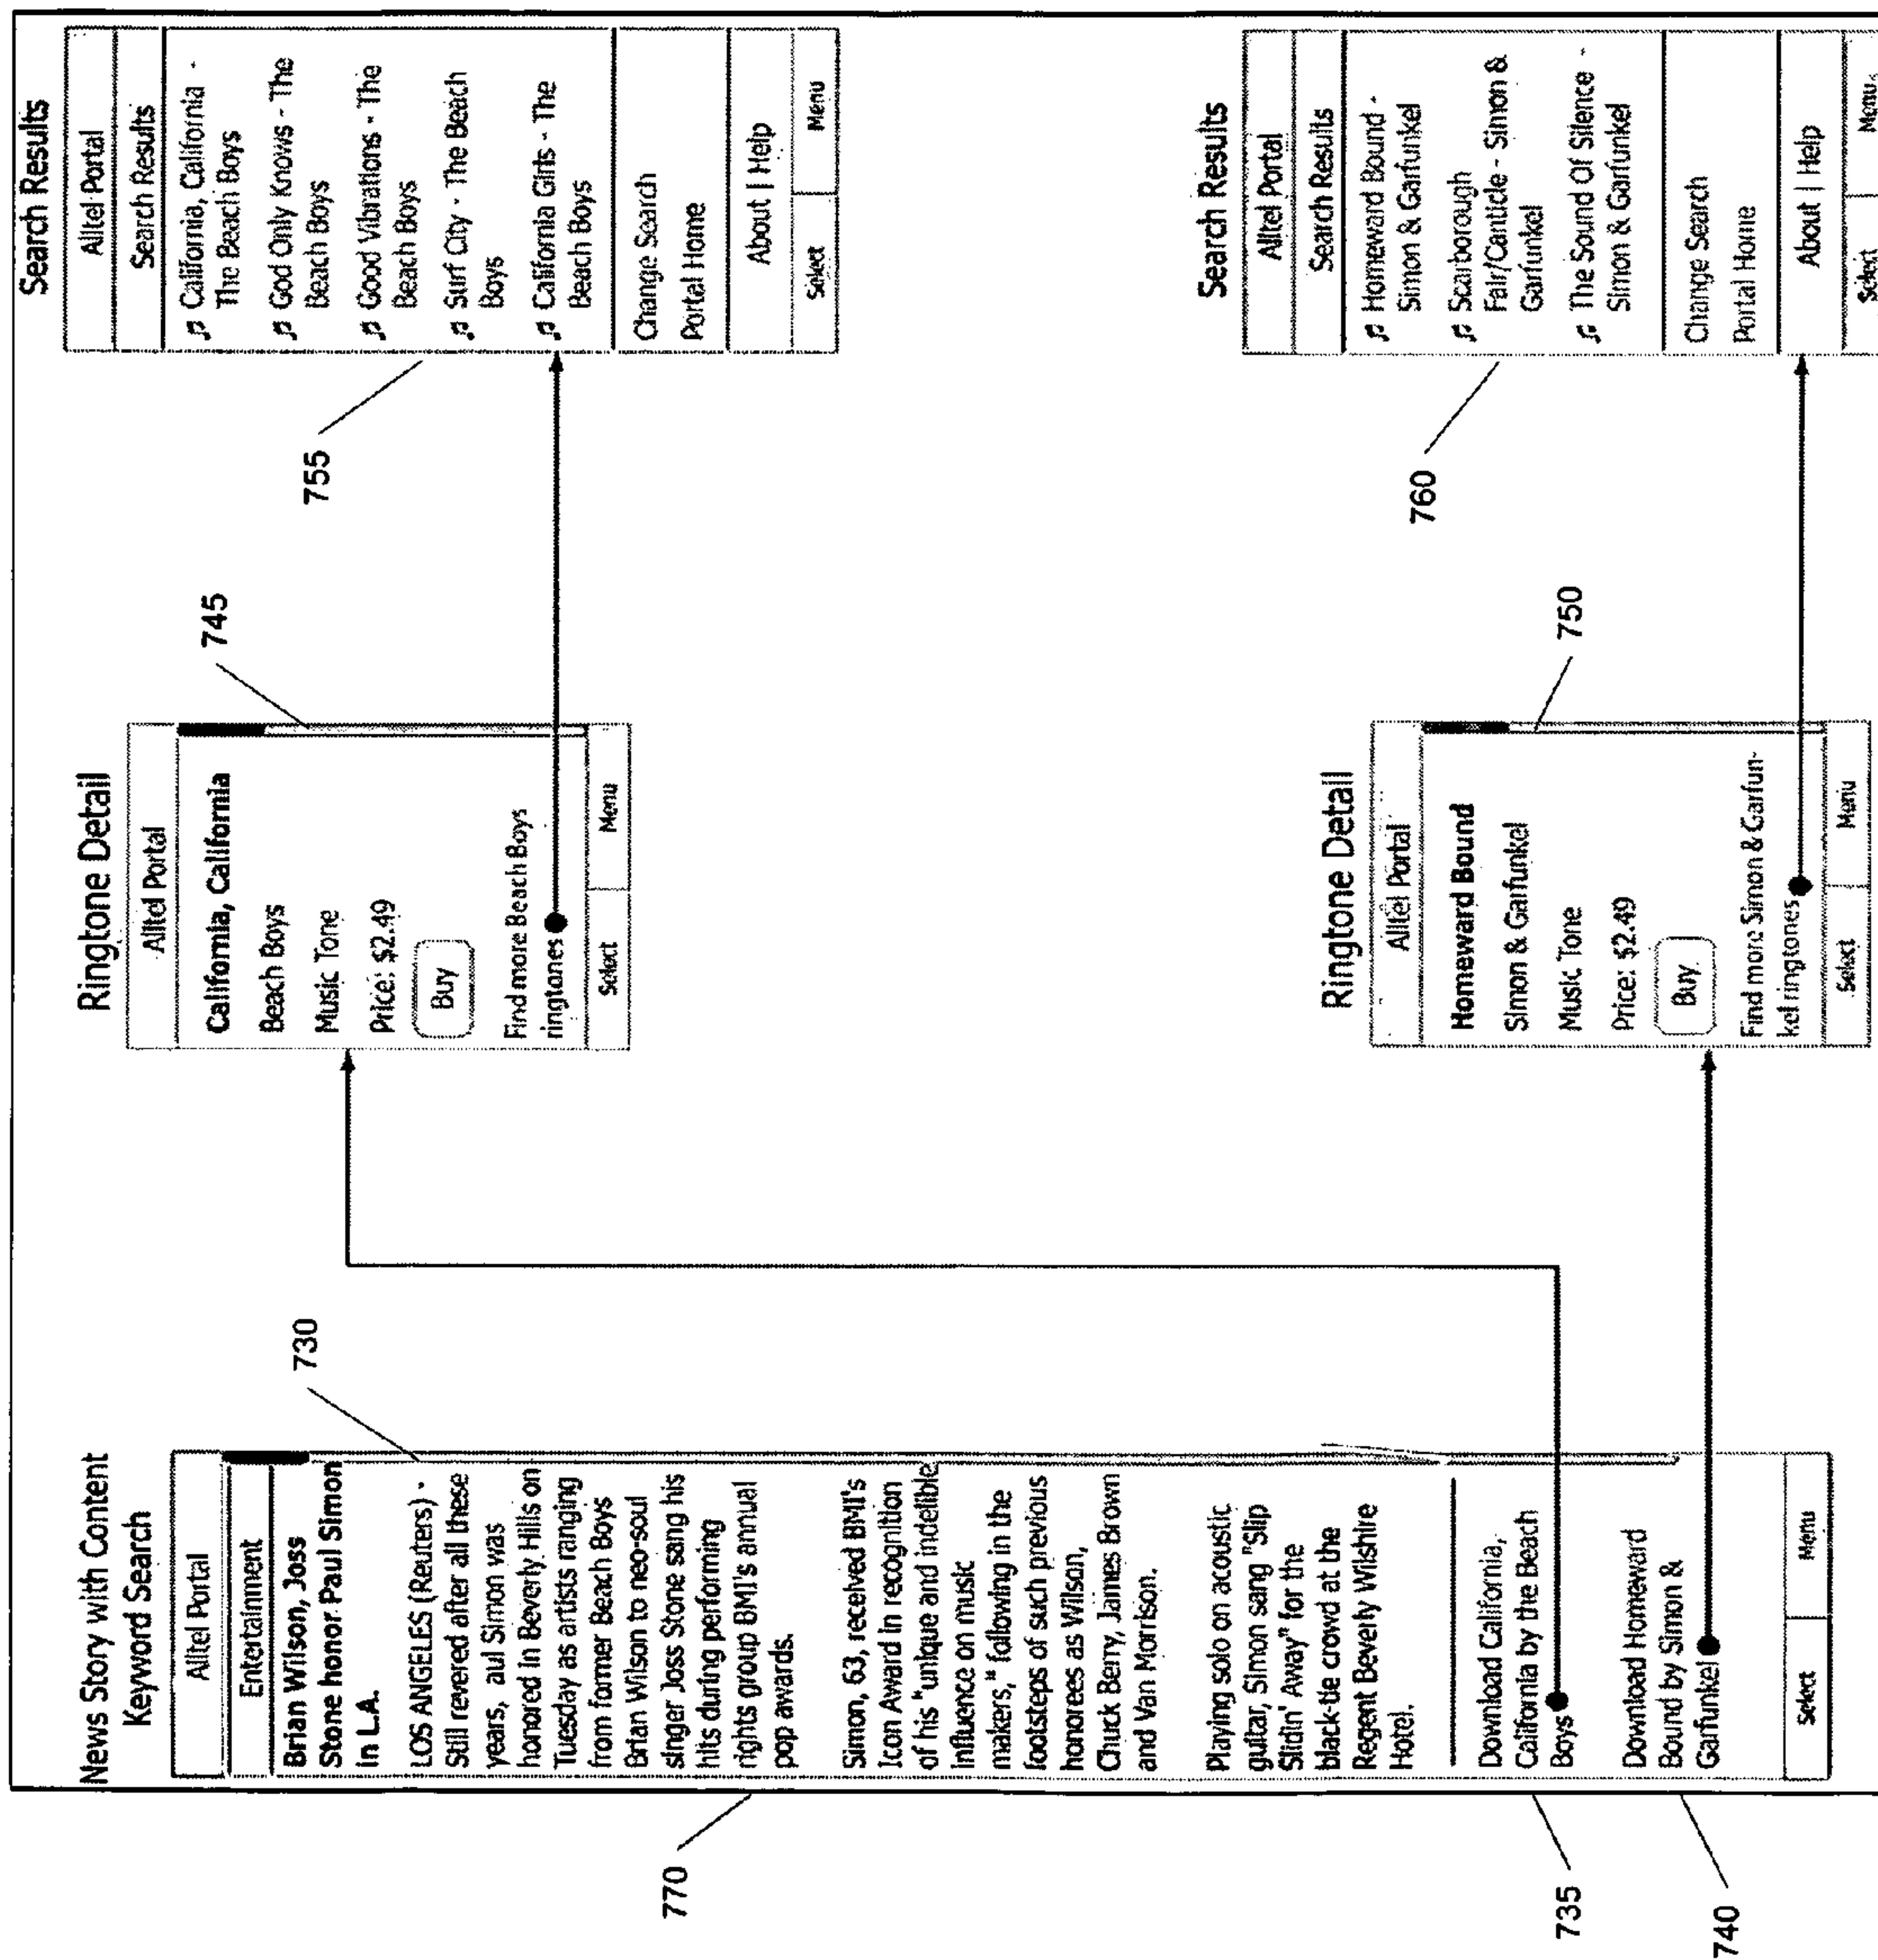 News Story with Content
Keyword Search
Alltel Portal
Entertainment
Brian Wilson, Joss
Stone honor Paul Simon
in L.A.
LOS ANGELES (Reuters) -
Still revered after all these
years, aul Simon was
honored in Beverly Hills on
Tuesday as artists ranging
from former Beach Boys
Brian Wilson to neo-soul
singer Joss Stone sang his
hits during performing
rights group BMI's annual
pop awards.
Simon, 63, received BMI's
Icon Award in recognition
of his "unique and indelible
influence on music
makers," following in the
footsteps of such previous
honorees as Wilson,
Chuck Berry, James Brown
and Van Morrison.
Playing solo on acoustic
guitar, Simon sang "Slip
Slidin' Away" for the
black-tie crowd at the
Regent Beverly Wilshire
Hotel.
Download California,
California by the Beach
Boys
Download Homeward
Bound by Simon &
Garfunkel
Select Menu
730
770
735
740
Ringtone Detail
Alltel Portal
California, California
Beach Boys
Music Tone
Price: $2.49
Buy
Find more Beach Boys
ringtones
Select Menu
745
Ringtone Detail
Alltel Portal
Homeward Bound
Simon & Garfunkel
Music Tone
Price: $2.49
Buy
Find more Simon & Garfun-
kel ringtones
Select Menu
750
Search Results
Alltel Portal
Search Results
California, California -
The Beach Boys
God Only Knows - The
Beach Boys
Good Vibrations - The
Beach Boys
Surf City - The Beach
Boys
California Girls - The
Beach Boys
Change Search
Portal Home
About | Help
Select Menu
755
Search Results
Alltel Portal
Search Results
Homeward Bound -
Simon & Garfunkel
Scarborough
Fair/Canticle - Simon &
Garfunkel
The Sound Of Silence -
Simon & Garfunkel
Change Search
Portal Home
About | Help
Select Menu
760